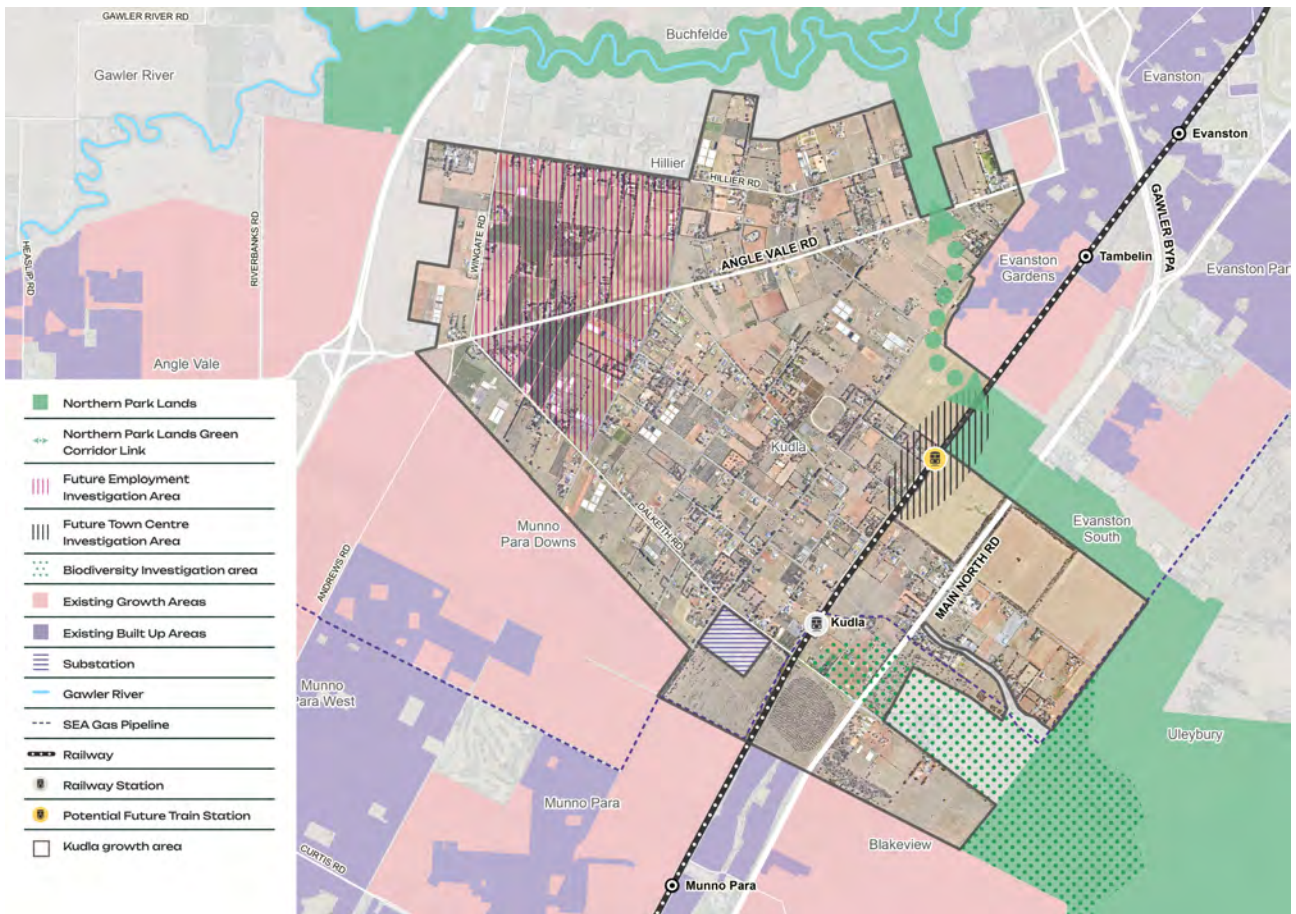 GAWLER RIVER RD
Buchfelde
Gawler River
Evanston
Evanston
Hillier
HILLIER RD
GAWLER BYPA
HEASLIP RD
RIVERBANKS RD
WINGATE RD
ANGLE VALE RD
Tambelin
Evanston
Gardens
Evanston Par
Angle Vale
Kudla
Munno
Para Downs
DALKEITH RD
Evanston
South
ANDREWS RD
MAIN NORTH RD
Kudla
Munno
Para West
Uleybury
Munno Para
Blakeview
CURTIS RD
Munno Para
Northern Park Lands
Northern Park Lands Green
Corridor Link
Future Employment
Investigation Area
Future Town Centre
Investigation Area
Biodiversity Investigation area
Existing Growth Areas
Existing Built Up Areas
Substation
Gawler River
SEA Gas Pipeline
Railway
Railway Station
Potential Future Train Station
Kudla growth area